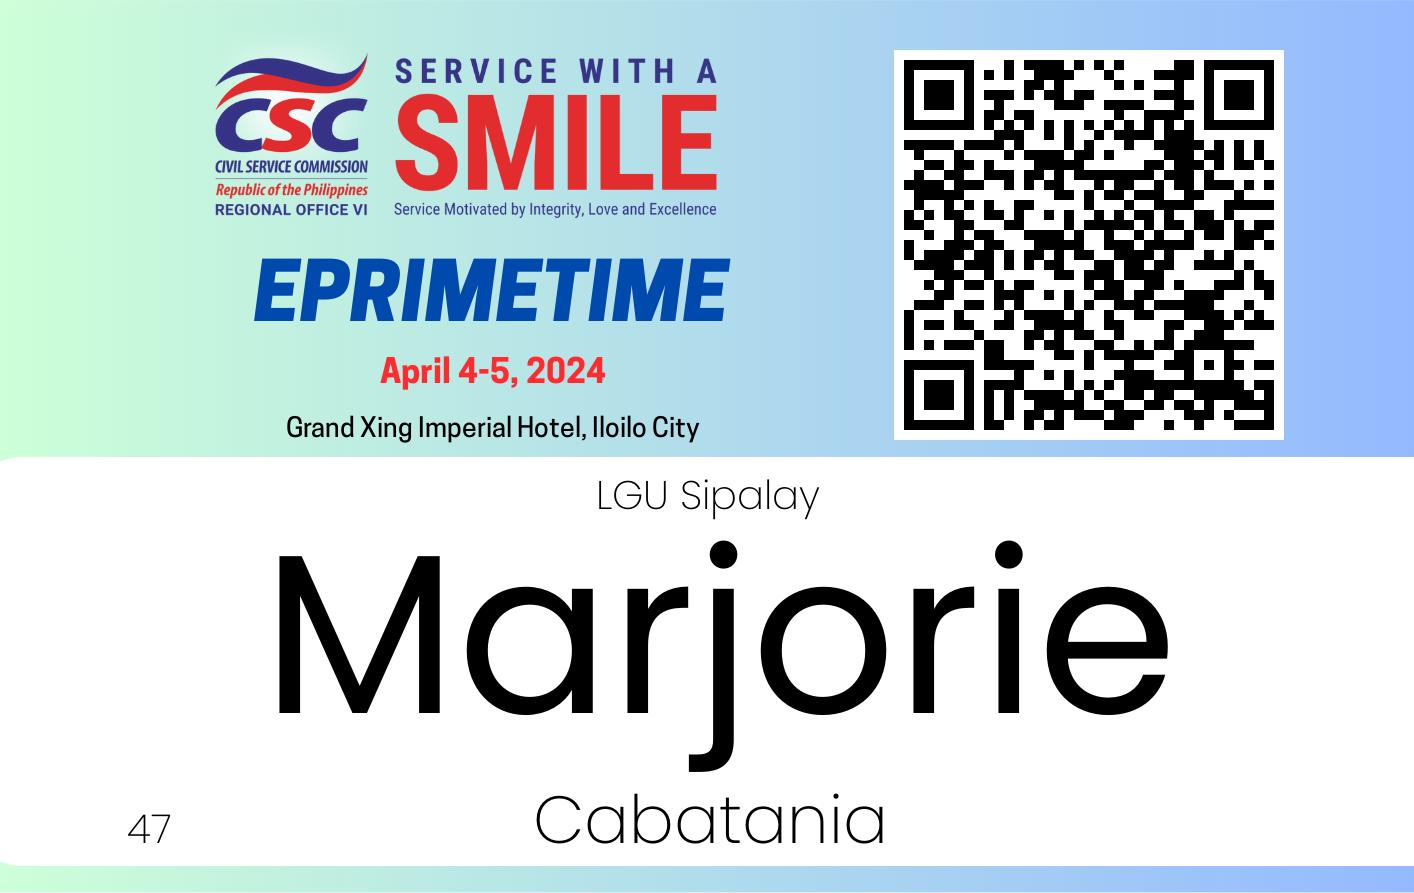 CSC
CIVIL SERVICE COMMISSION
Republic of the Philippines
REGIONAL OFFICE VI
SERVICE WITH A
SMILE
Service Motivated by Integrity, Love and Excellence
EPRIMETIME
April 4-5, 2024
Grand Xing Imperial Hotel, Iloilo City
LGU Sipalay
Marjorie
Cabatania
47